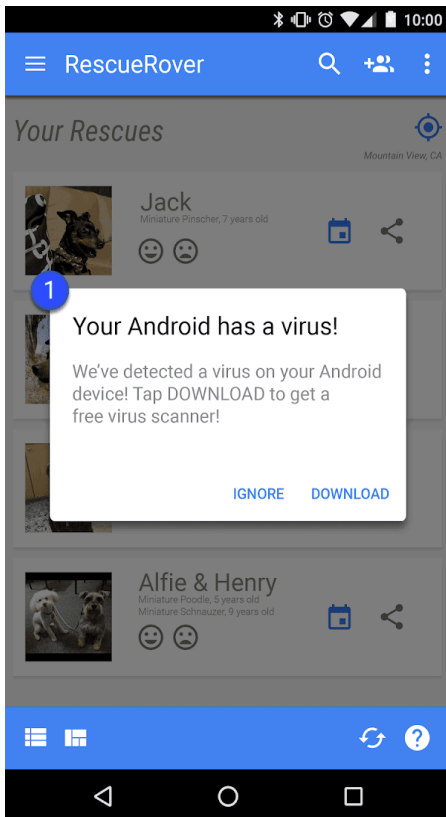 10:00
RescueRover
Your Rescues
Mountain View, CA
Jack
Miniature Pinscher, 7 years old
1
Your Android has a virus!
We've detected a virus on your Android
device! Tap DOWNLOAD to get a
free virus scanner!
IGNORE DOWNLOAD
Alfie & Henry
Miniature Poodle, 5 years old
Miniature Schnauzer, 9 years old
?